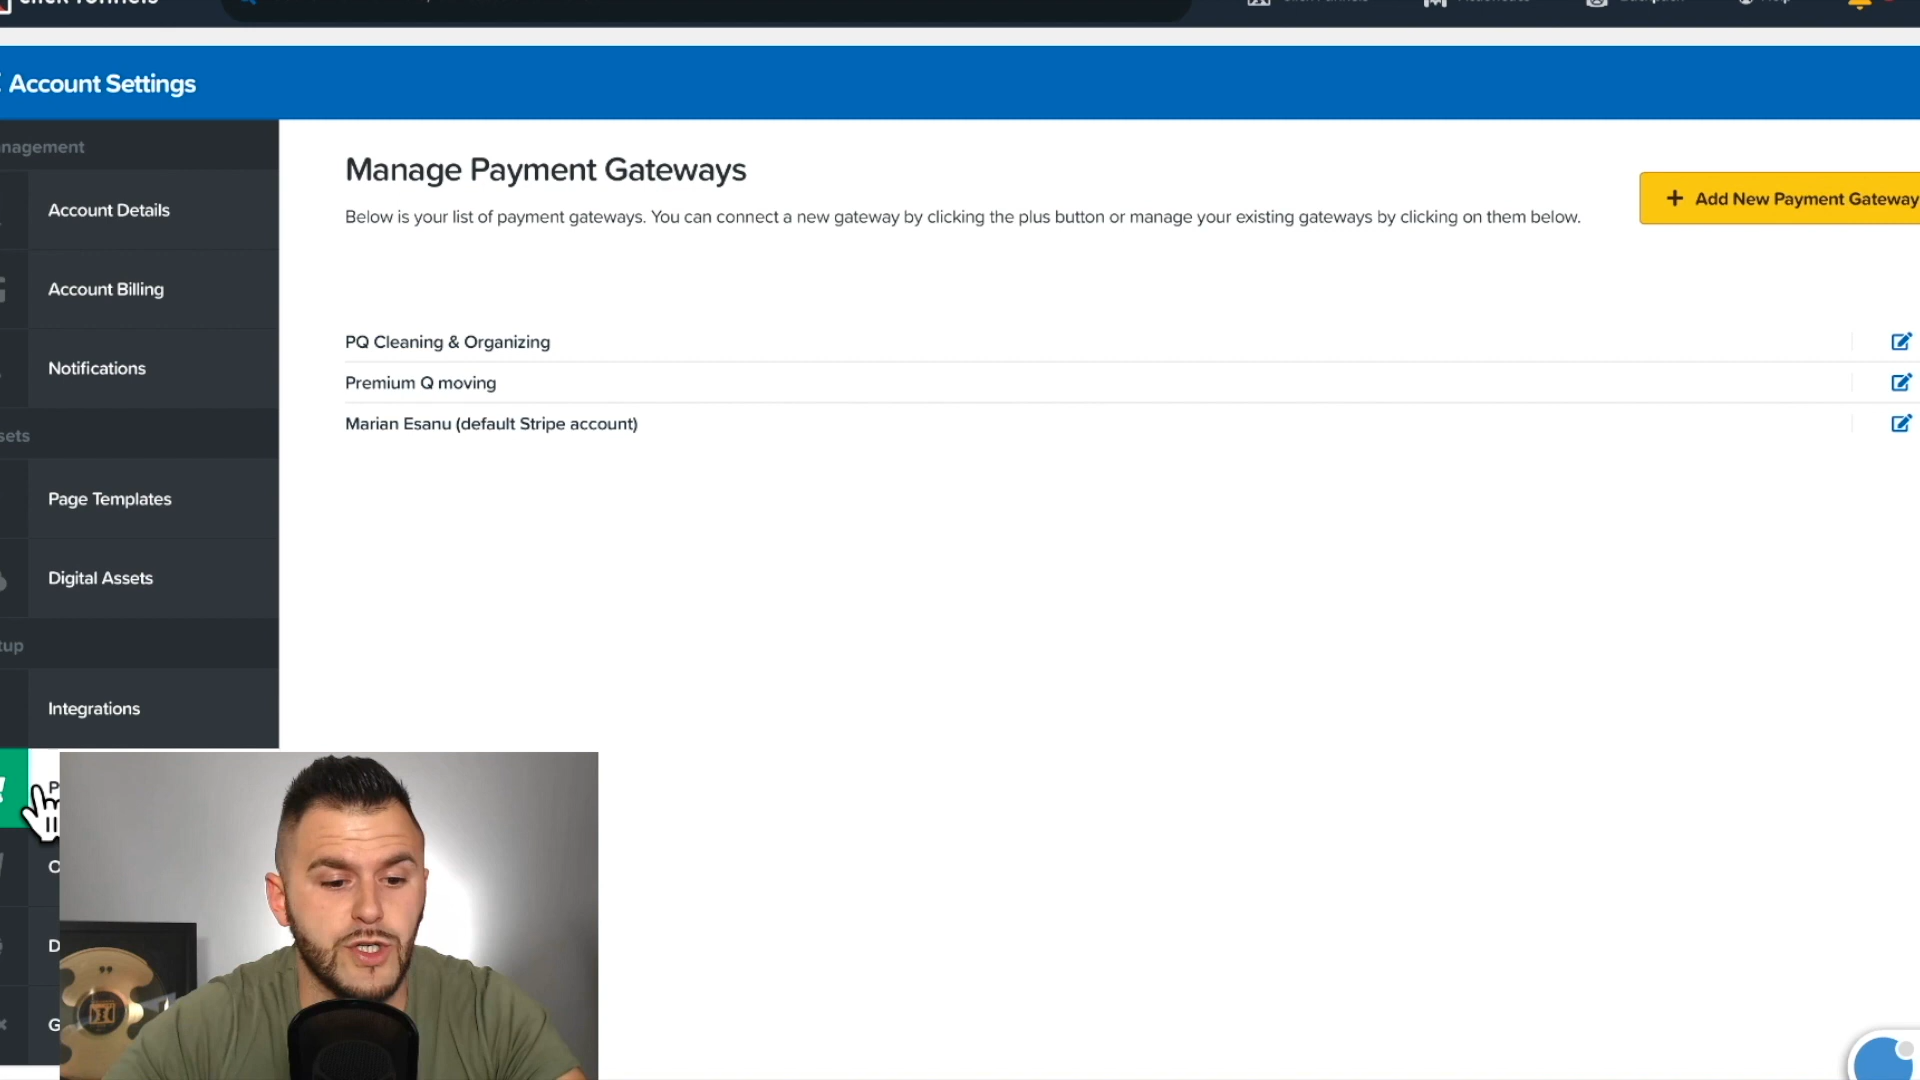 Account Settings
nagement
Account Details
Account Billing
Notifications
sets
Page Templates
Digital Assets
tup
Integrations
P
C
D
G
Manage Payment Gateways
Below is your list of payment gateways. You can connect a new gateway by clicking the plus button or manage your existing gateways by clicking on them below.
+ Add New Payment Gateway
PQ Cleaning & Organizing
Premium Q moving
Marian Esanu (default Stripe account)